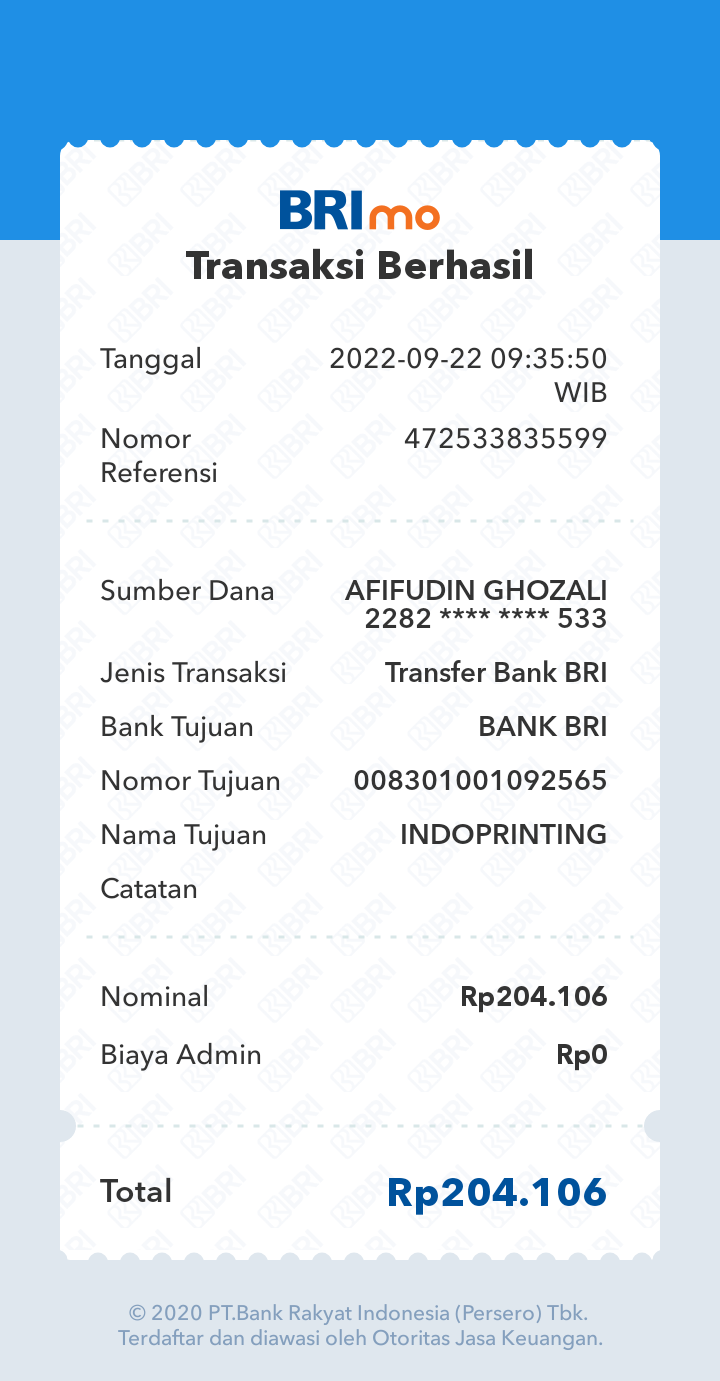 BRImo
Transaksi Berhasil
Tanggal 2022-09-22 09:35:50
WIB
Nomor 472533835599
Referensi
Sumber Dana AFIFUDIN GHOZALI
2282 **** **** 533
Jenis Transaksi Transfer Bank BRI
Bank Tujuan BANK BRI
Nomor Tujuan 008301001092565
Nama Tujuan INDOPRINTING
Catatan
Nominal Rp204.106
Biaya Admin Rp0
Total Rp204.106
© 2020 PT.Bank Rakyat Indonesia (Persero) Tbk.
Terdaftar dan diawasi oleh Otoritas Jasa Keuangan.